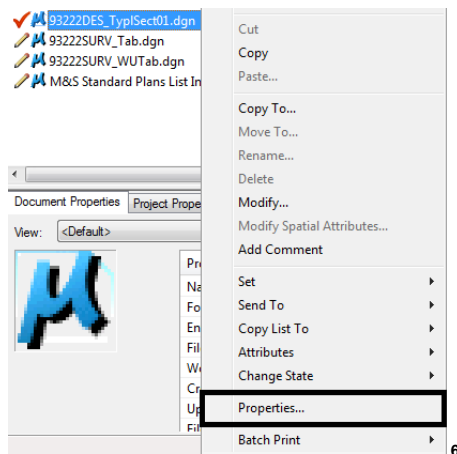 93222DES_TyplSect01.dgn
93222SURV_Tab.dgn
93222SURV_WUTab.dgn
M&S Standard Plans List In
Document Properties
Project Prope
View:
<Default>
Pr
Na
Fo
En
Fil
W
Cr
Up
Fil
Cut
Copy
Paste...
Copy To...
Move To...
Rename...
Delete
Modify...
Modify Spatial Attributes...
Add Comment
Set
Send To
Copy List To
Attributes
Change State
Properties...
Batch Print
6